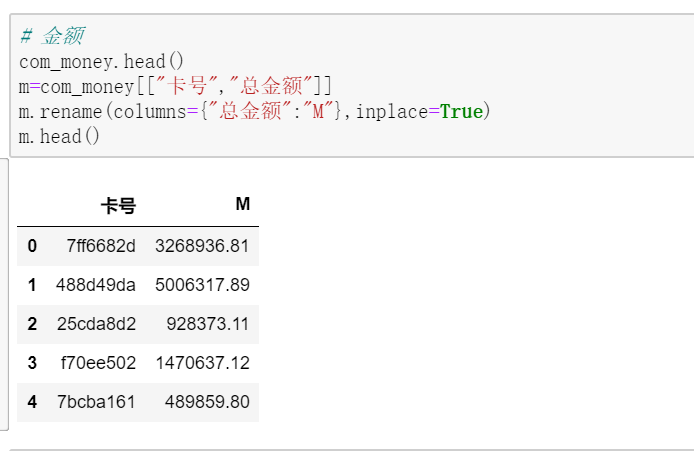 # 金额
com_money.head()
m=com_money[["卡号","总金额"]]
m.rename(columns={"总金额":"M"},inplace=True)
m.head()
卡号 M
0 7ff6682d 3268936.81
1 488d49da 5006317.89
2 25cda8d2 928373.11
3 f70ee502 1470637.12
4 7bcba161 489859.80